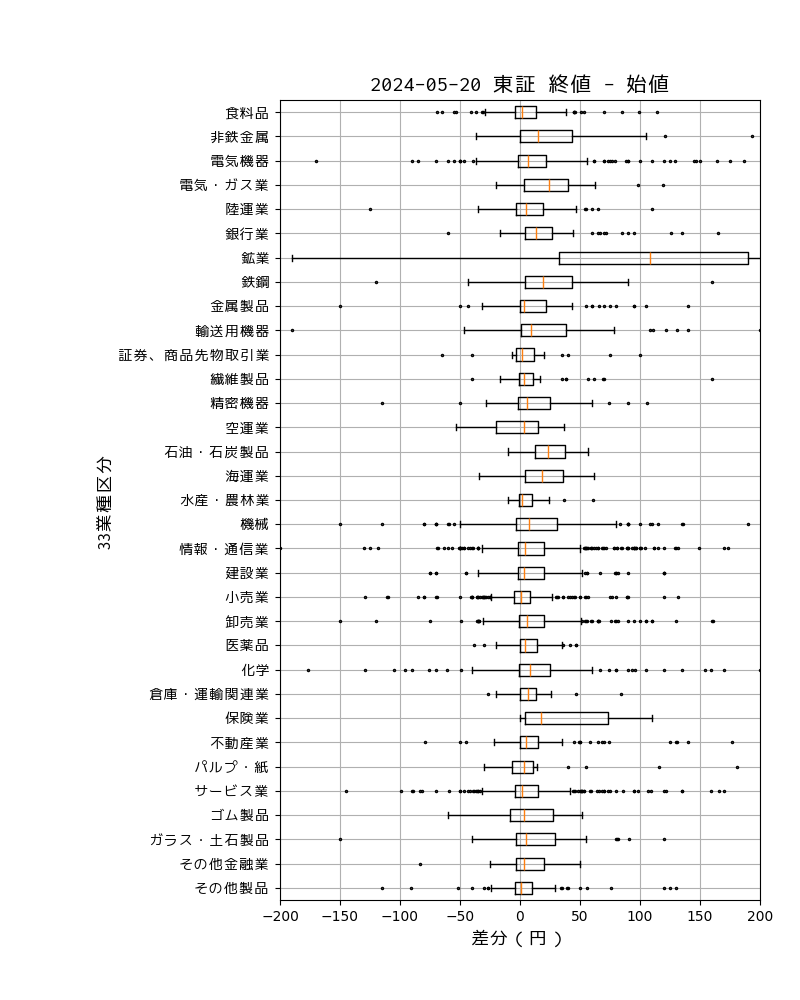 2024-05-20 東証 終値 - 始値
食料品
非鉄金属
電気機器
電気・ガス業
陸運業
銀行業
鉱業
鉄鋼
金属製品
輸送用機器
証券、商品先物取引業
繊維製品
精密機器
空運業
石油・石炭製品
海運業
水産・農林業
機械
情報・通信業
建設業
小売業
卸売業
医薬品
化学
倉庫・運輸関連業
保険業
不動産業
パルプ・紙
サービス業
ゴム製品
ガラス・土石製品
その他金融業
その他製品
33業種区分
−200 −150 −100 −50 0 50 100 150 200
差分（円）